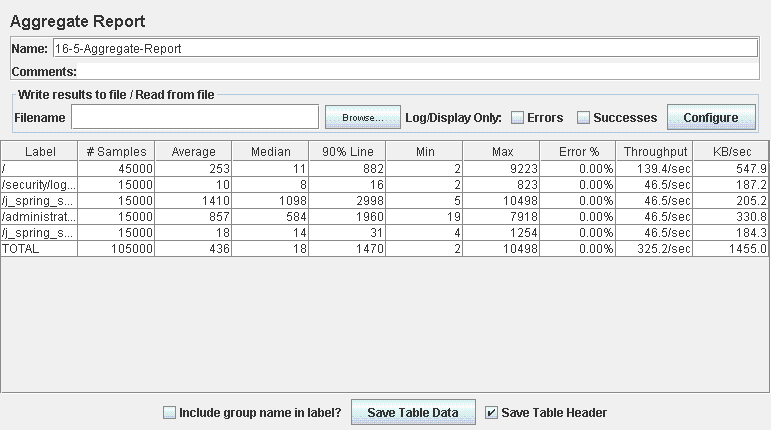 Aggregate Report
Name: 16-5-Aggregate-Report
Comments:
Write results to file / Read from file
Filename Browse... Log/Display Only: Errors Successes Configure
Label # Samples Average Median 90% Line Min Max Error % Throughput KB/sec
/ 45000 253 11 882 2 9223 0.00% 139.4/sec 547.9
/security/log... 15000 10 8 16 2 823 0.00% 46.5/sec 187.2
/j_spring_s... 15000 1410 1098 2998 5 10498 0.00% 46.5/sec 205.2
/administrat... 15000 857 584 1960 19 7918 0.00% 46.5/sec 330.8
/j_spring_s... 15000 18 14 31 4 1254 0.00% 46.5/sec 184.3
TOTAL 105000 436 18 1470 2 10498 0.00% 325.2/sec 1455.0
Include group name in label? Save Table Data Save Table Header